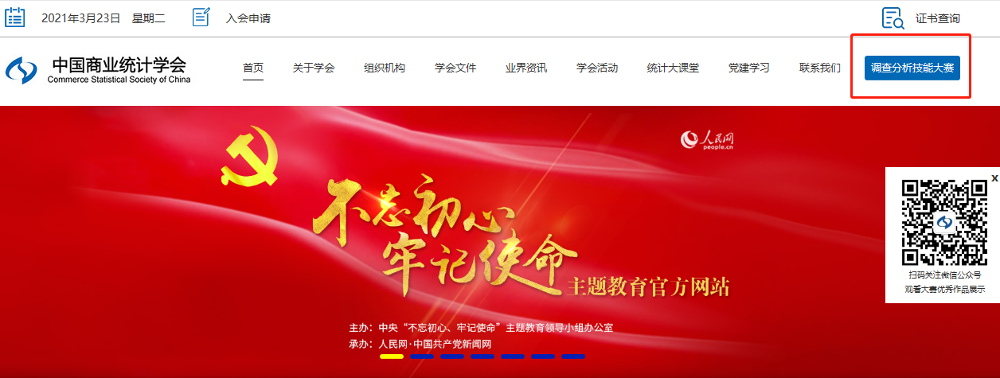 2021年3月23日 星期二 入会申请 证书查询
中国商业统计学会
Commerce Statistical Society of China
首页 关于学会 组织机构 学会文件 业界资讯 学会活动 统计大课堂 党建学习 联系我们 调查分析技能大赛
人民网
people.cn
不忘初心
牢记使命
主题教育官方网站
主办：中央“不忘初心、牢记使命”主题教育领导小组办公室
承办：人民网·中国共产党新闻网
x
扫码关注微信公众号
观看大赛优秀作品展示